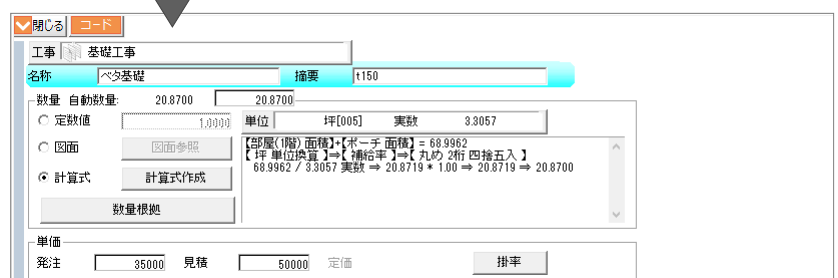 閉じる コード
工事 基礎工事
名称 ベタ基礎 摘要 t150
数量 自動数量: 20.8700 20.8700
定数値 1.0000 単位 坪[005] 実数 3.3057
図面 図面参照
計算式 計算式作成
数量根拠
【部屋(1階) 面積】+【ポーチ 面積】 = 68.9962
【 坪 単位換算 】⇒【 補給率 】⇒【 丸め 2桁 四捨五入 】
68.9962 / 3.3057 実数 ⇒ 20.8719 * 1.00 ⇒ 20.8719 ⇒ 20.8700
単価
発注 35000 見積 50000 定価 掛率